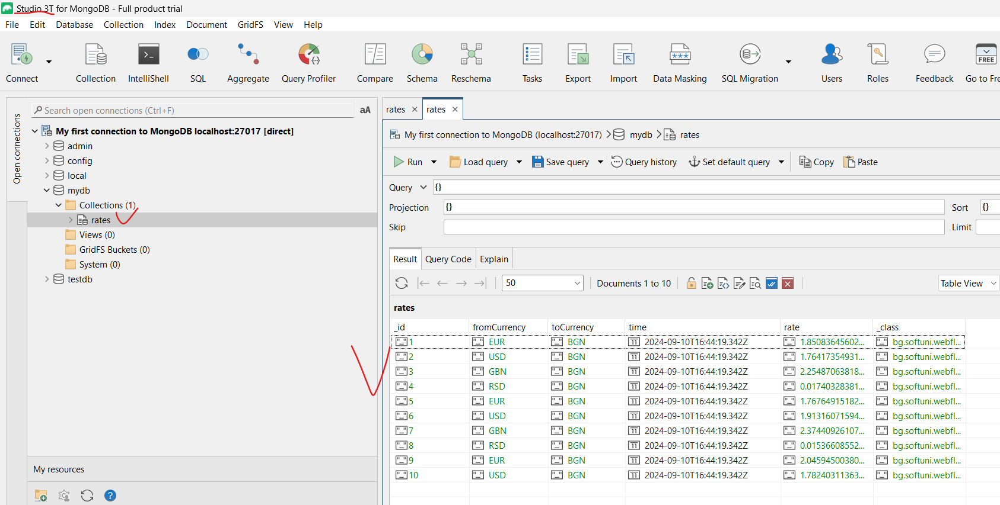 Studio 3T for MongoDB - Full product trial
File Edit Database Collection Index Document GridFS View Help
Connect Collection IntelliShell SQL Aggregate Query Profiler Compare Schema Reschema Tasks Export Import Data Masking SQL Migration Users Roles Feedback Go to Fre
FREE
Open connections
Search open connections (Ctrl+F) aA
My first connection to MongoDB localhost:27017 [direct]
admin
config
local
mydb
Collections (1)
rates
Views (0)
GridFS Buckets (0)
System (0)
testdb
My resources
rates × rates ×
My first connection to MongoDB (localhost:27017) mydb rates
Run Load query Save query Query history Set default query Copy Paste
Query {}
Projection {} Sort {}
Skip Limit
Result Query Code Explain
50 Documents 1 to 10 Table View
rates
_id fromCurrency toCurrency time rate _class
1 EUR BGN 2024-09-10T16:44:19.342Z 1.85083645602... bg.softuni.webfl...
2 USD BGN 2024-09-10T16:44:19.342Z 1.76417354931... bg.softuni.webfl...
3 GBN BGN 2024-09-10T16:44:19.342Z 2.25487063818... bg.softuni.webfl...
4 RSD BGN 2024-09-10T16:44:19.342Z 0.01740328381... bg.softuni.webfl...
5 EUR BGN 2024-09-10T16:44:19.342Z 1.76764915182... bg.softuni.webfl...
6 USD BGN 2024-09-10T16:44:19.342Z 1.91316071594... bg.softuni.webfl...
7 GBN BGN 2024-09-10T16:44:19.342Z 2.37440926107... bg.softuni.webfl...
8 RSD BGN 2024-09-10T16:44:19.342Z 0.01536608552... bg.softuni.webfl...
9 EUR BGN 2024-09-10T16:44:19.342Z 2.04594500380... bg.softuni.webfl...
10 USD BGN 2024-09-10T16:44:19.342Z 1.78240311363... bg.softuni.webfl...